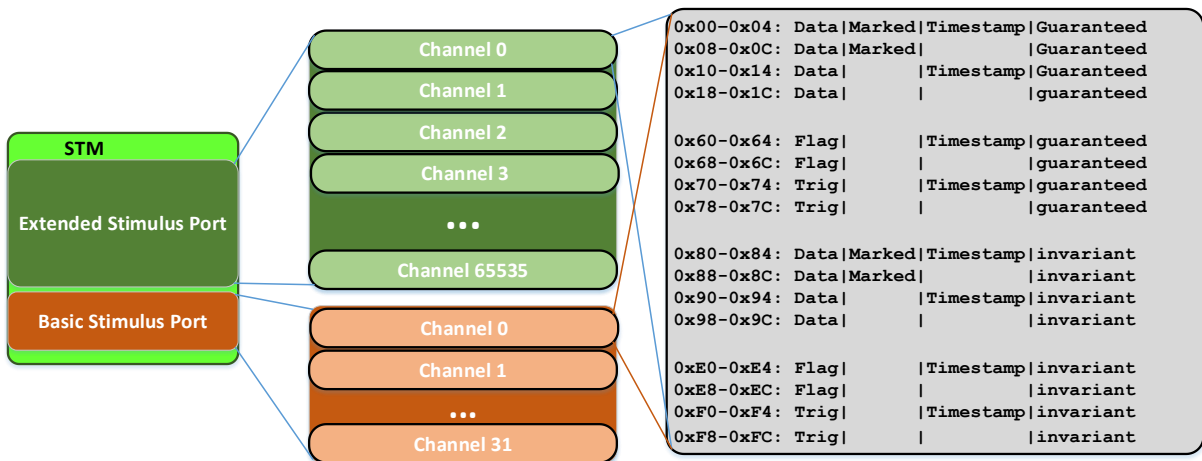 STM
Extended Stimulus Port
Basic Stimulus Port
Channel 0
Channel 1
Channel 2
Channel 3
...
Channel 65535
Channel 0
Channel 1
...
Channel 31
0x00-0x04: Data|Marked|Timestamp|Guaranteed
0x08-0x0C: Data|Marked|         |Guaranteed
0x10-0x14: Data|      |Timestamp|Guaranteed
0x18-0x1C: Data|      |         |guaranteed
0x60-0x64: Flag|      |Timestamp|guaranteed
0x68-0x6C: Flag|      |         |guaranteed
0x70-0x74: Trig|      |Timestamp|guaranteed
0x78-0x7C: Trig|      |         |guaranteed
0x80-0x84: Data|Marked|Timestamp|invariant
0x88-0x8C: Data|Marked|         |invariant
0x90-0x94: Data|      |Timestamp|invariant
0x98-0x9C: Data|      |         |invariant
0xE0-0xE4: Flag|      |Timestamp|invariant
0xE8-0xEC: Flag|      |         |invariant
0xF0-0xF4: Trig|      |Timestamp|invariant
0xF8-0xFC: Trig|      |         |invariant